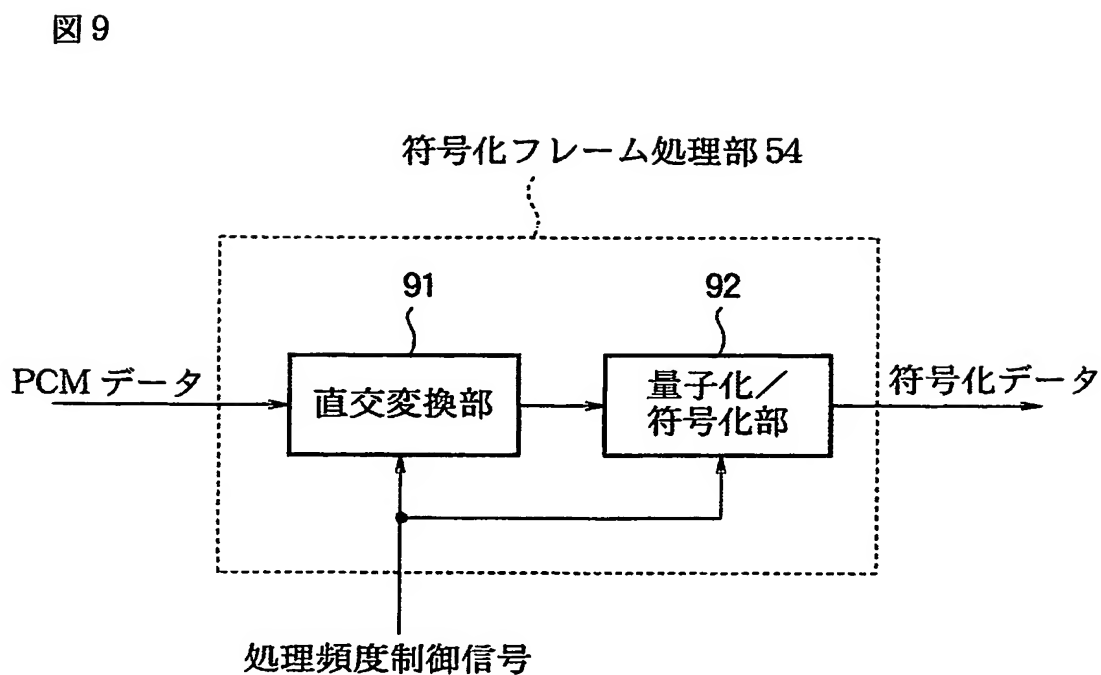 図9
符号化フレーム処理部54
91
92
PCMデータ
直交変換部
量子化／
符号化部
符号化データ
処理頻度制御信号